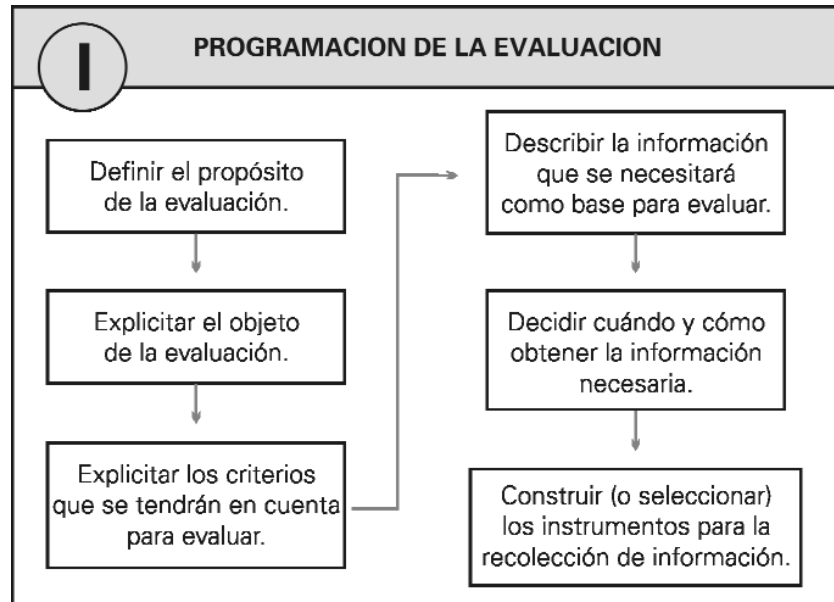 I
PROGRAMACION DE LA EVALUACION
Definir el propósito
de la evaluación.
Explicitar el objeto
de la evaluación.
Explicitar los criterios
que se tendrán en cuenta
para evaluar.
Describir la información
que se necesitará
como base para evaluar.
Decidir cuándo y cómo
obtener la información
necesaria.
Construir (o seleccionar)
los instrumentos para la
recolección de información.